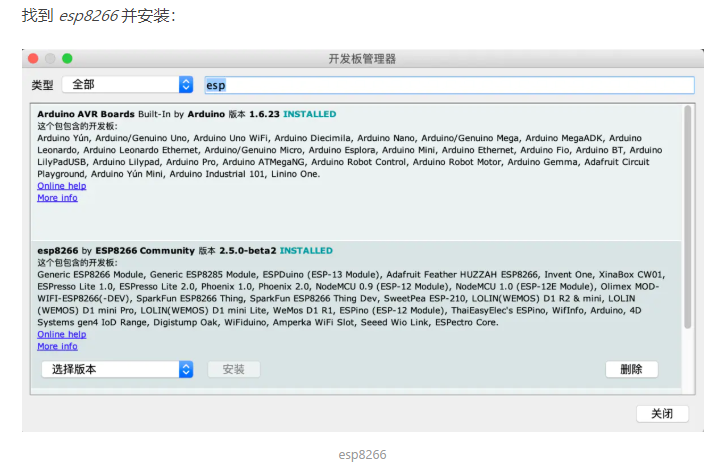 找到 esp8266 并安装：
开发板管理器
类型 全部 esp
Arduino AVR Boards Built-In by Arduino 版本 1.6.23 INSTALLED
这个包包含的开发板:
Arduino Yún, Arduino/Genuino Uno, Arduino Uno WiFi, Arduino Diecimila, Arduino Nano, Arduino/Genuino Mega, Arduino MegaADK, Arduino
Leonardo, Arduino Leonardo Ethernet, Arduino/Genuino Micro, Arduino Esplora, Arduino Mini, Arduino Ethernet, Arduino Fio, Arduino BT, Arduino
LilyPadUSB, Arduino Lilypad, Arduino Pro, Arduino ATMegaNG, Arduino Robot Control, Arduino Robot Motor, Arduino Gemma, Adafruit Circuit
Playground, Arduino Yún Mini, Arduino Industrial 101, Linino One.
Online help
More info
esp8266 by ESP8266 Community 版本 2.5.0-beta2 INSTALLED
这个包包含的开发板:
Generic ESP8266 Module, Generic ESP8285 Module, ESPDuino (ESP-13 Module), Adafruit Feather HUZZAH ESP8266, Invent One, XinaBox CW01,
ESPresso Lite 1.0, ESPresso Lite 2.0, Phoenix 1.0, Phoenix 2.0, NodeMCU 0.9 (ESP-12 Module), NodeMCU 1.0 (ESP-12E Module), Olimex MOD-
WIFI-ESP8266(-DEV), SparkFun ESP8266 Thing, SparkFun ESP8266 Thing Dev, SweetPea ESP-210, LOLIN(WEMOS) D1 R2 & mini, LOLIN
(WEMOS) D1 mini Pro, LOLIN(WEMOS) D1 mini Lite, WeMos D1 R1, ESPino (ESP-12 Module), ThaiEasyElec's ESPino, WifInfo, Arduino, 4D
Systems gen4 IoD Range, Digistump Oak, WiFiduino, Amperka WiFi Slot, Seeed Wio Link, ESPectro Core.
Online help
More info
选择版本 安装 删除
关闭
esp8266